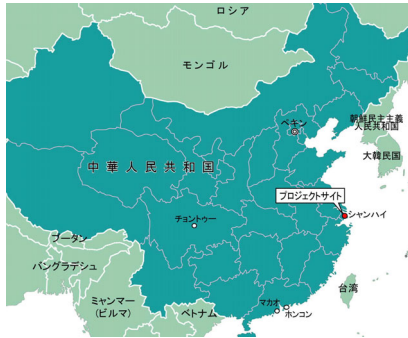 ロシア
モンゴル
ペキン
朝鮮民主主義
人民共和国
大韓民国
中華人民共和国
プロジェクトサイト
シャンハイ
チョントゥー
ブータン
バングラデシュ
台湾
ミャンマー
(ビルマ)
ベトナム
マカオ
ホンコン